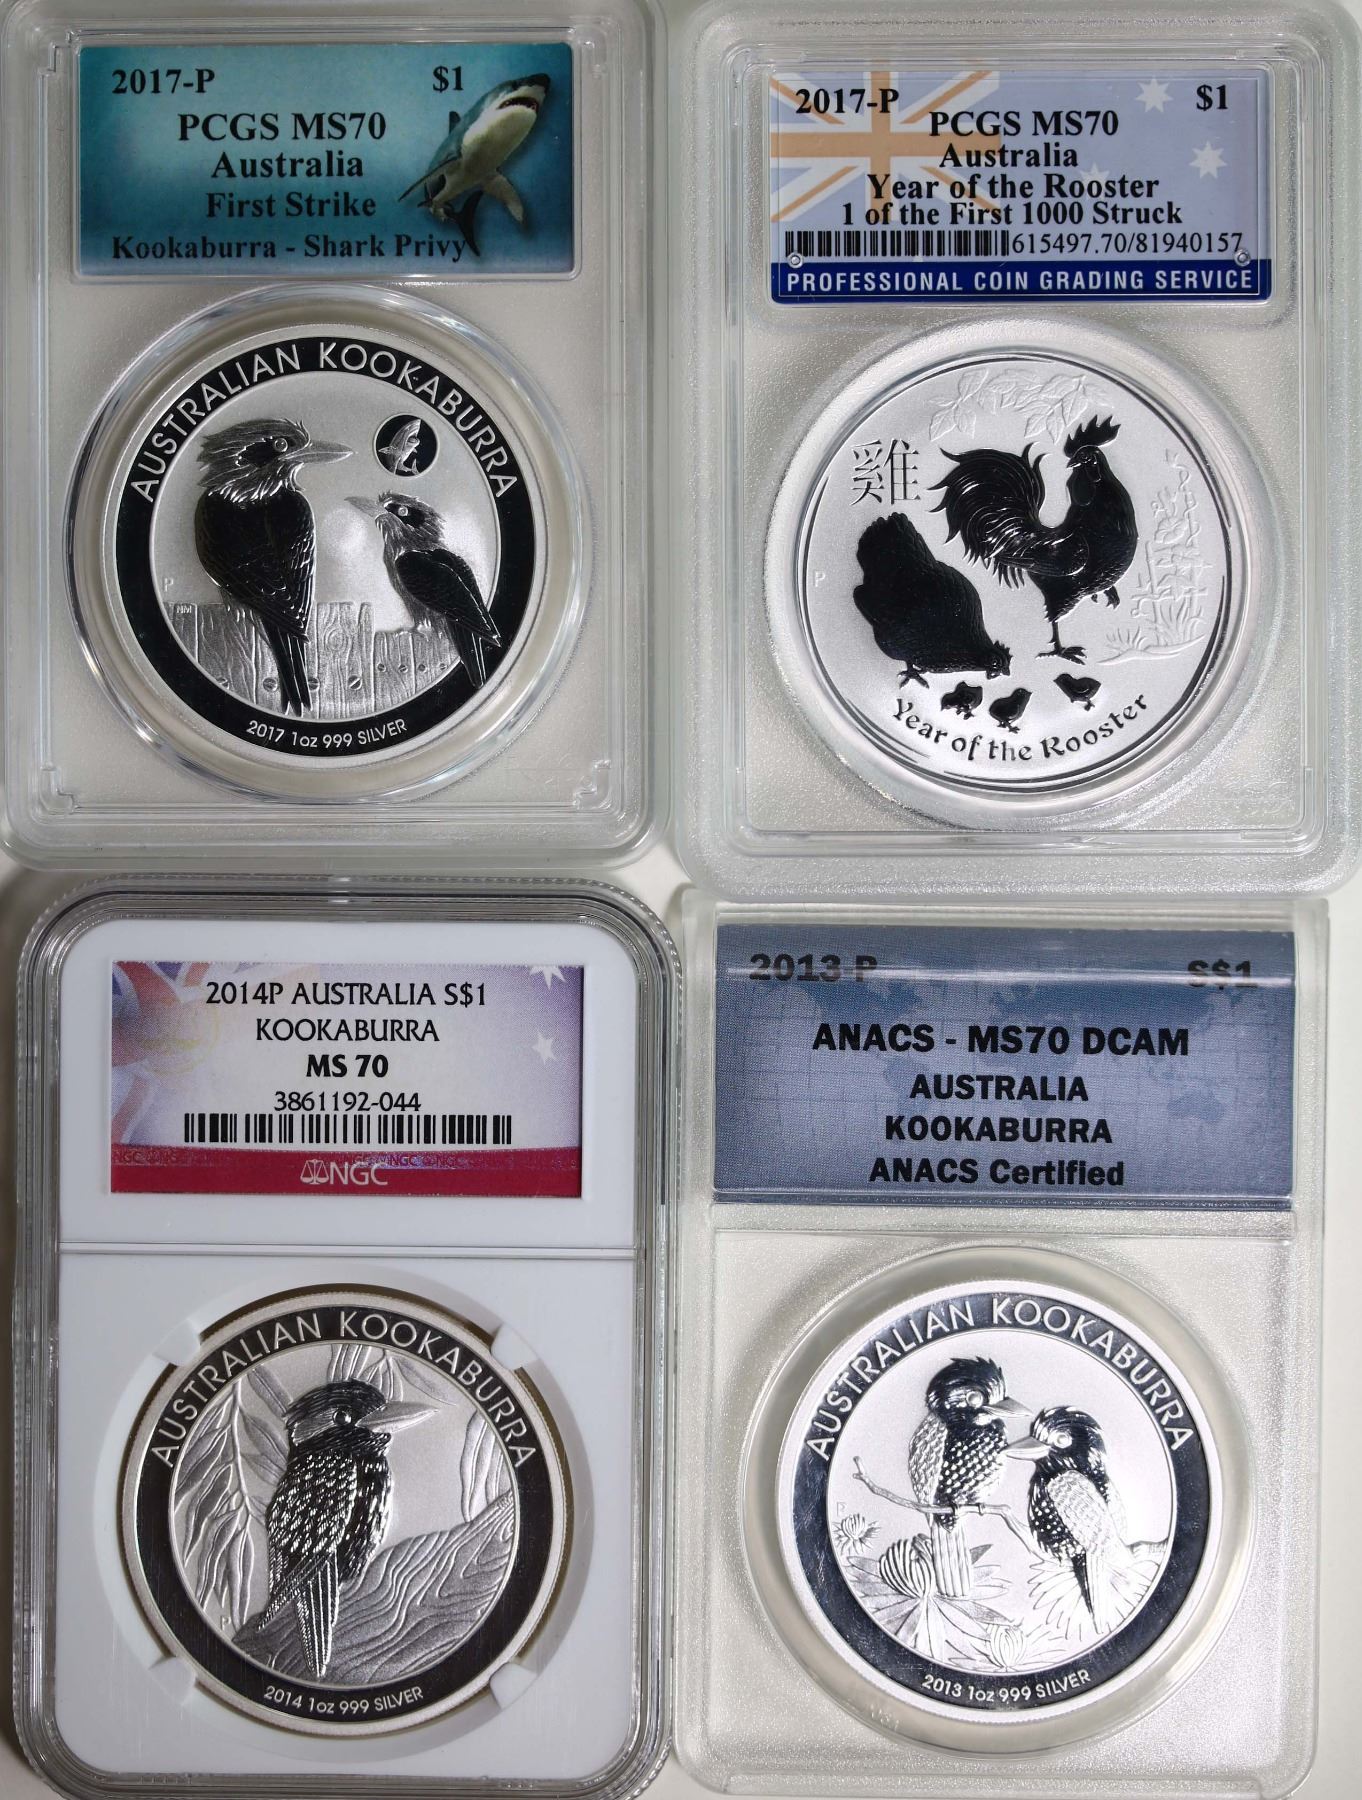 2017-P $1
PCGS MS70
Australia
First Strike
Kookaburra - Shark Privy
AUSTRALIAN KOOKABURRA
P
NM
2017 1oz 999 SILVER
2017-P $1
PCGS MS70
Australia
Year of the Rooster
1 of the First 1000 Struck
615497.70/81940157
PROFESSIONAL COIN GRADING SERVICE
雞
P
Year of the Rooster
2014P AUSTRALIA S$1
KOOKABURRA
MS 70
3861192-044
NGC
AUSTRALIAN KOOKABURRA
P
2014 1oz 999 SILVER
2013-P S$1
ANACS - MS70 DCAM
AUSTRALIA
KOOKABURRA
ANACS Certified
AUSTRALIAN KOOKABURRA
P
2013 1oz 999 SILVER